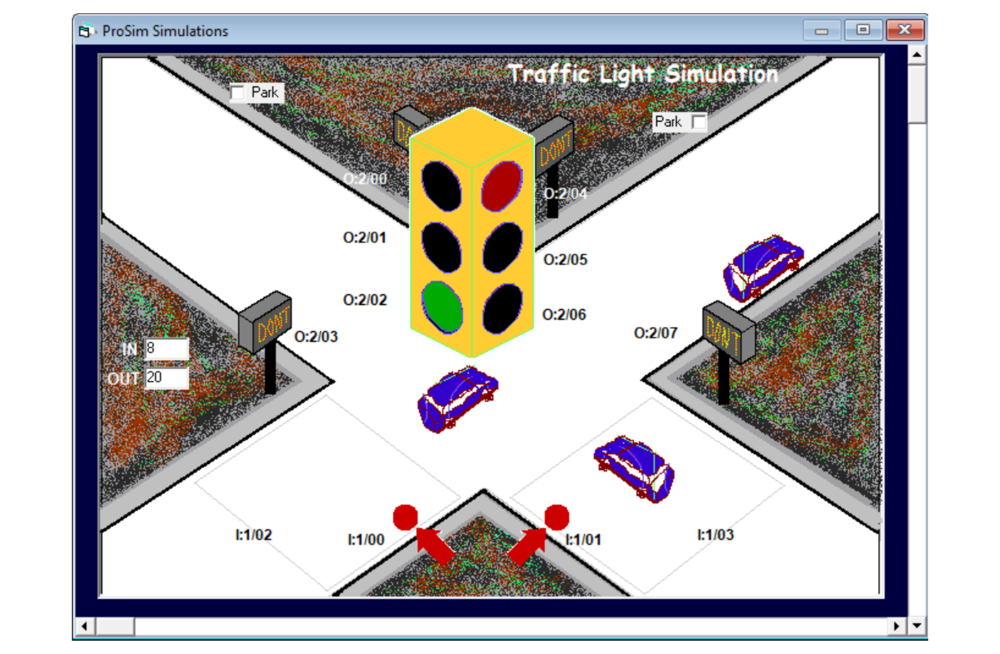 ProSim Simulations
Traffic Light Simulation
Park
Park
DONT
O:2/00
O:2/04
O:2/01
O:2/05
O:2/02
O:2/06
DONT
O:2/03
O:2/07
DONT
IN 8
OUT 20
I:1/02
I:1/00
I:1/01
I:1/03